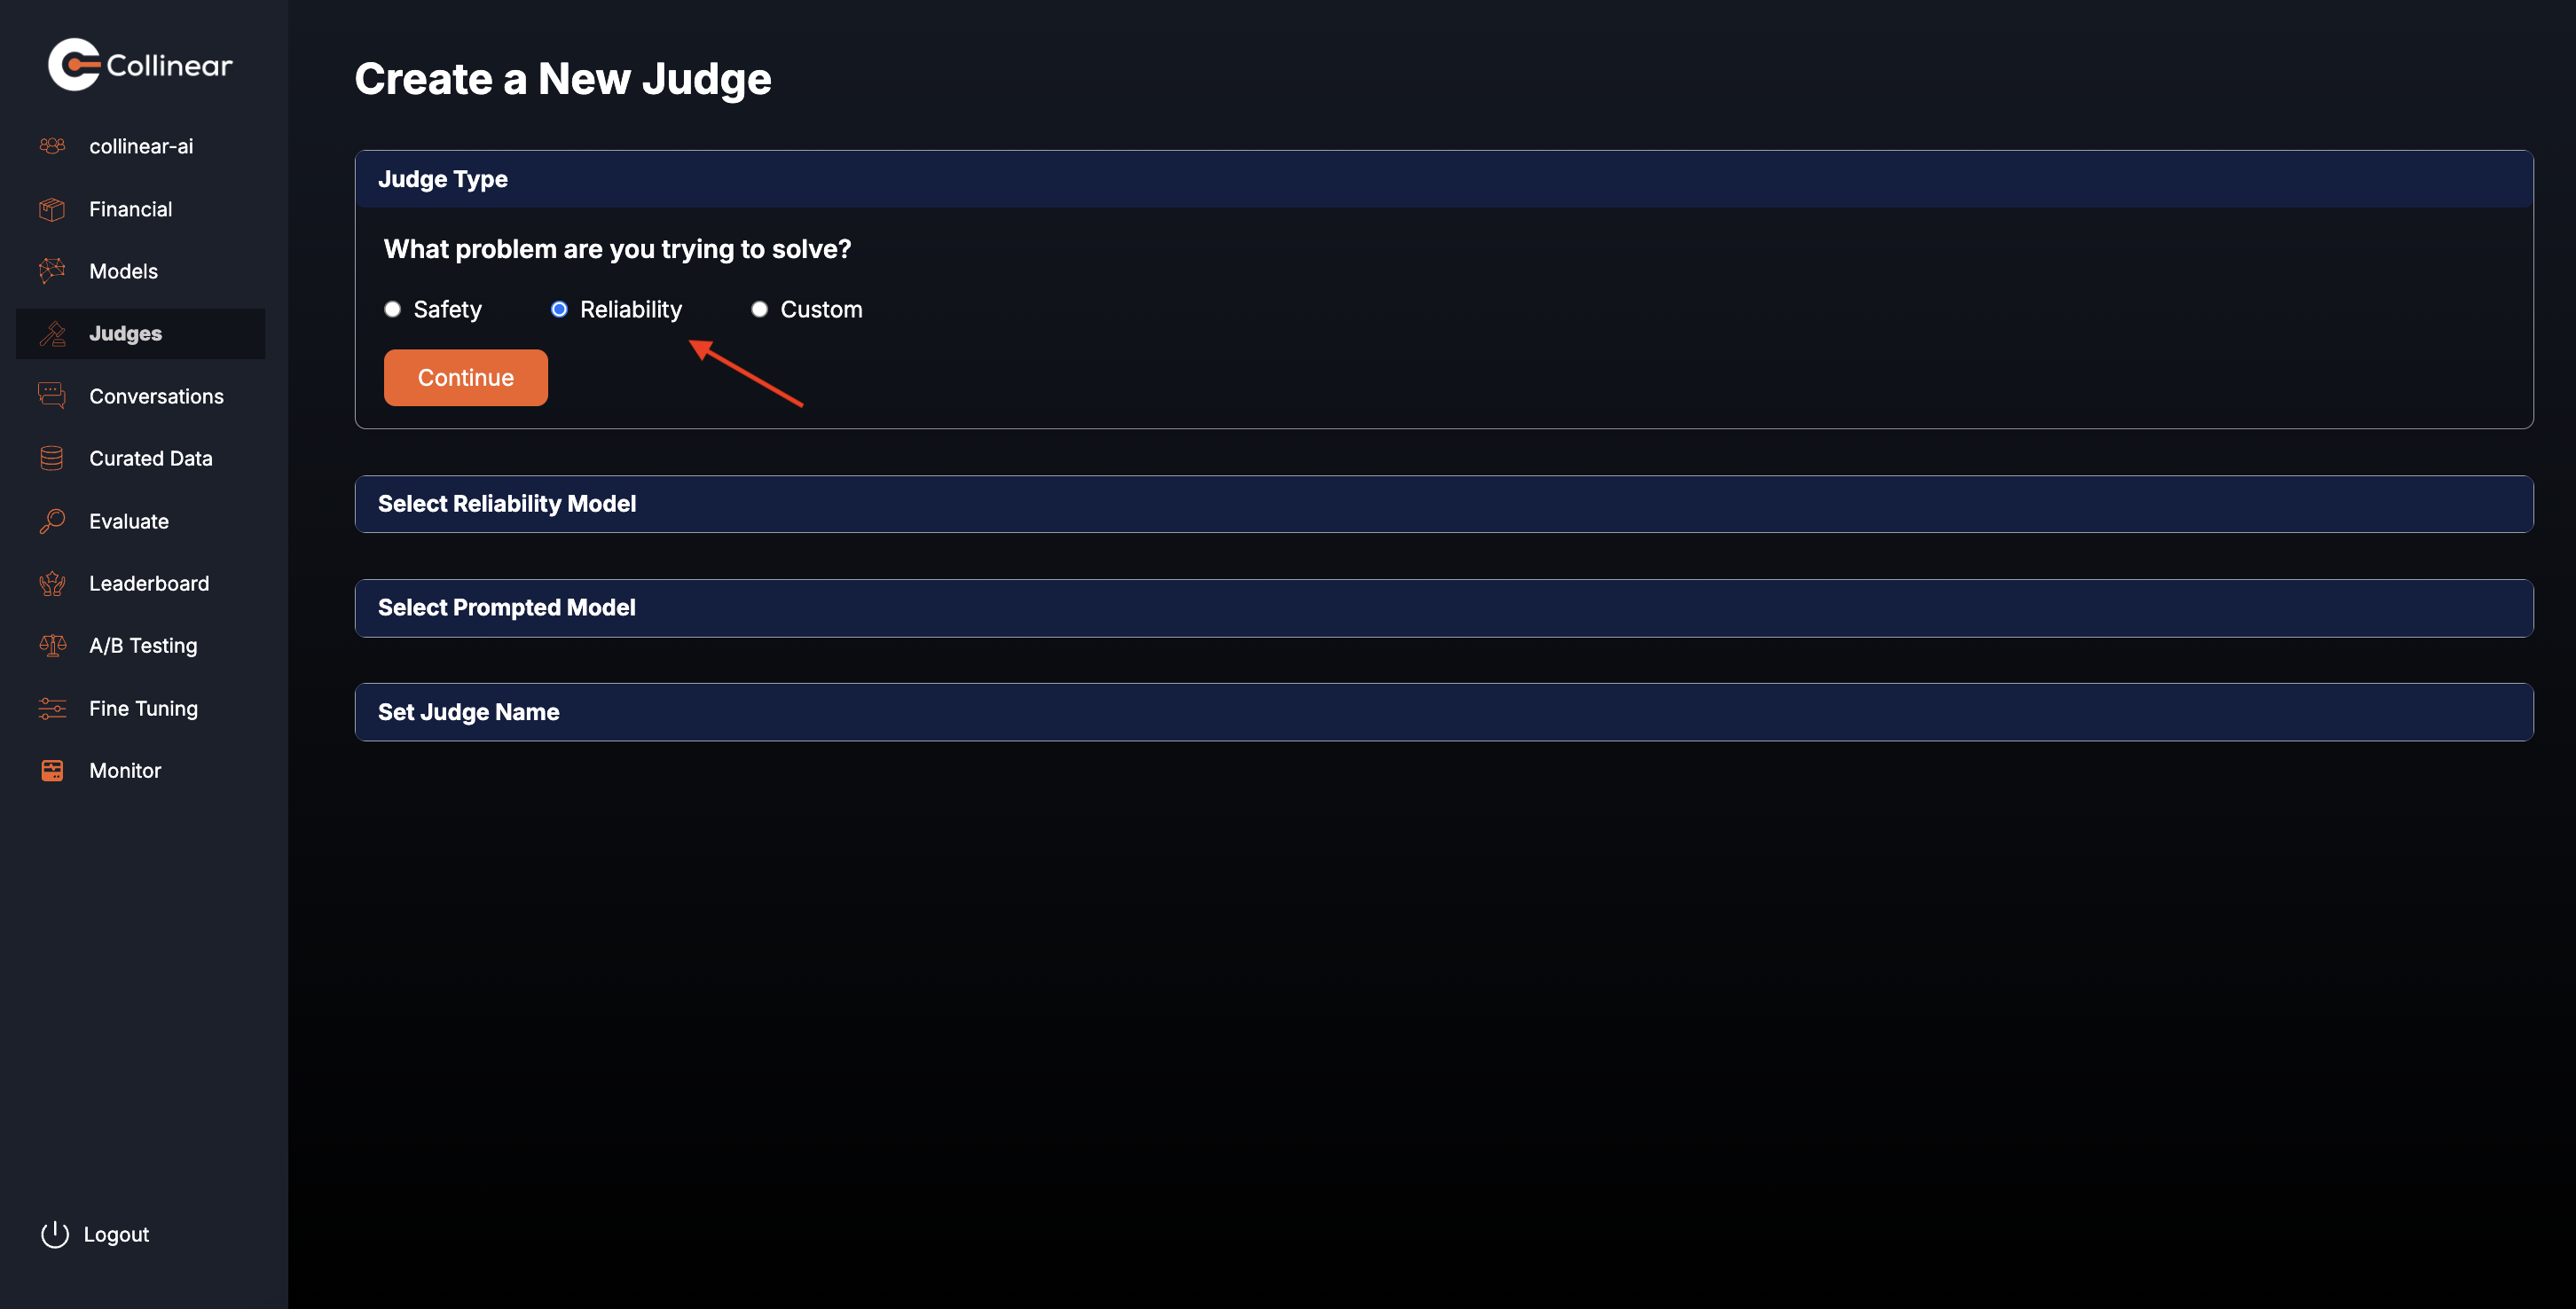 Collinear
collinear-ai
Financial
Models
Judges
Conversations
Curated Data
Evaluate
Leaderboard
A/B Testing
Fine Tuning
Monitor
Logout
Create a New Judge
Judge Type
What problem are you trying to solve?
Safety Reliability Custom
Continue
Select Reliability Model
Select Prompted Model
Set Judge Name